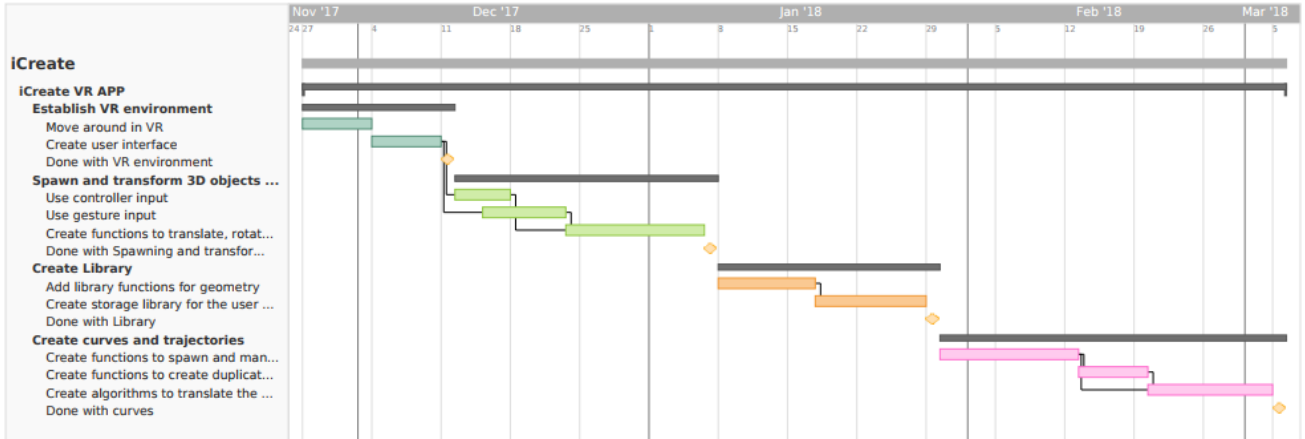 Nov '17 Dec '17 Jan '18 Feb '18 Mar '18
24 27 4 11 18 25 1 8 15 22 29 5 12 19 26 5
iCreate
iCreate VR APP
Establish VR environment
Move around in VR
Create user interface
Done with VR environment
Spawn and transform 3D objects ...
Use controller input
Use gesture input
Create functions to translate, rotat...
Done with Spawning and transfor...
Create Library
Add library functions for geometry
Create storage library for the user ...
Done with Library
Create curves and trajectories
Create functions to spawn and man...
Create functions to create duplicat...
Create algorithms to translate the ...
Done with curves